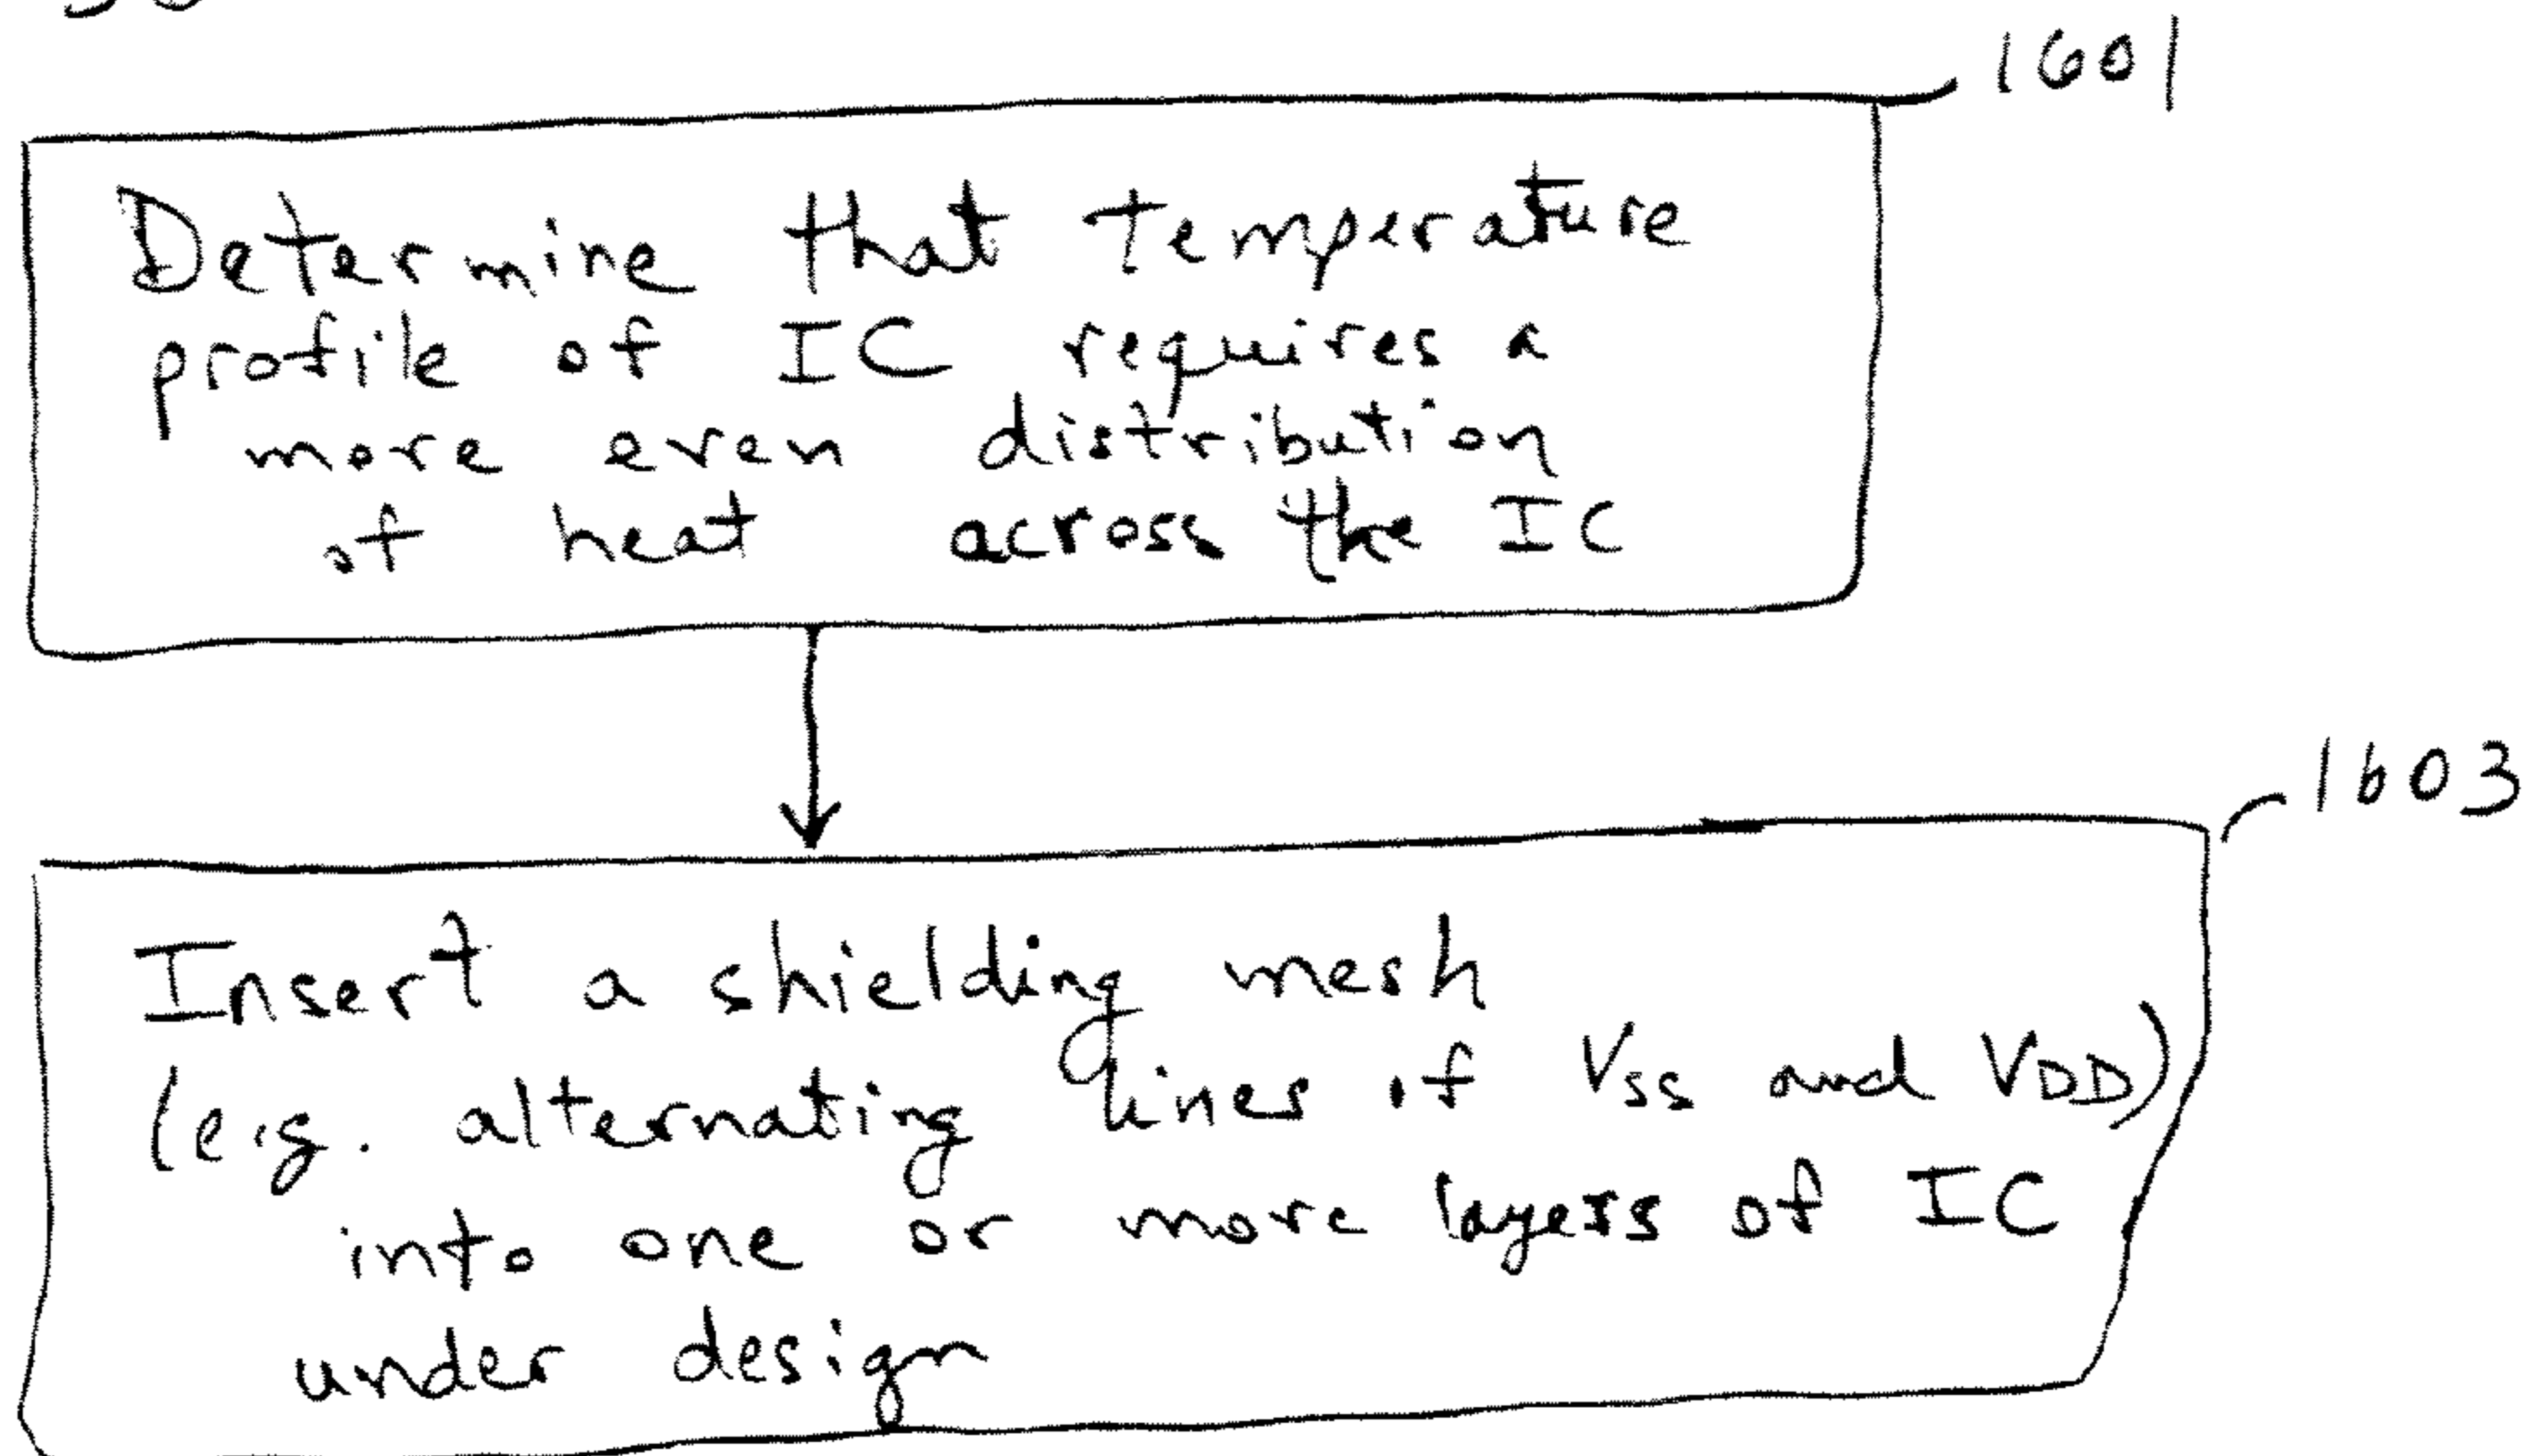 1601
Determine that temperature
profile of IC requires a
more even distribution
of heat across the IC
1603
Insert a shielding mesh
(e.g. alternating lines of VSS and VDD)
into one or more layers of IC
under design